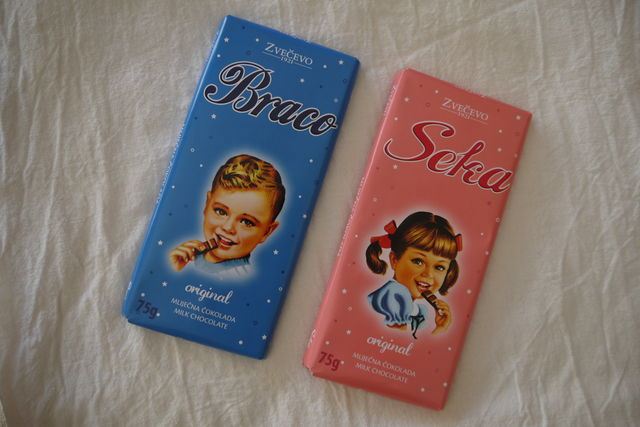 ZVEČEVO
1921
Braco
original
MLIJEČNA ČOKOLADA
MILK CHOCOLATE
75g
ZVEČEVO
1921
Seka
original
MLIJEČNA ČOKOLADA
MILK CHOCOLATE
75g